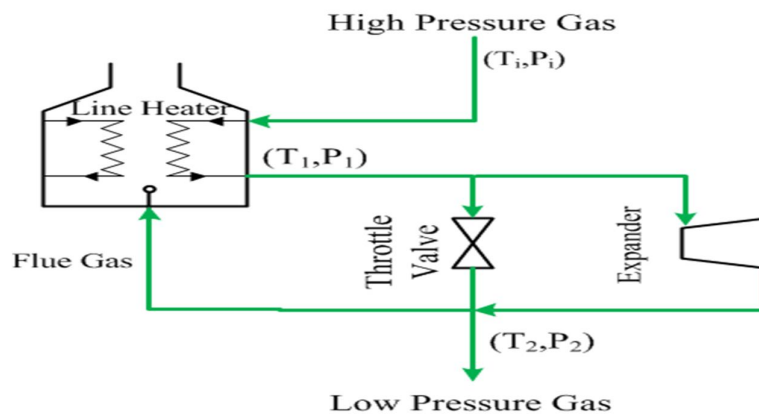 High Pressure Gas
(Ti,Pi)
Line Heater
(T1,P1)
Throttle
Valve
Expander
Flue Gas
(T2,P2)
Low Pressure Gas